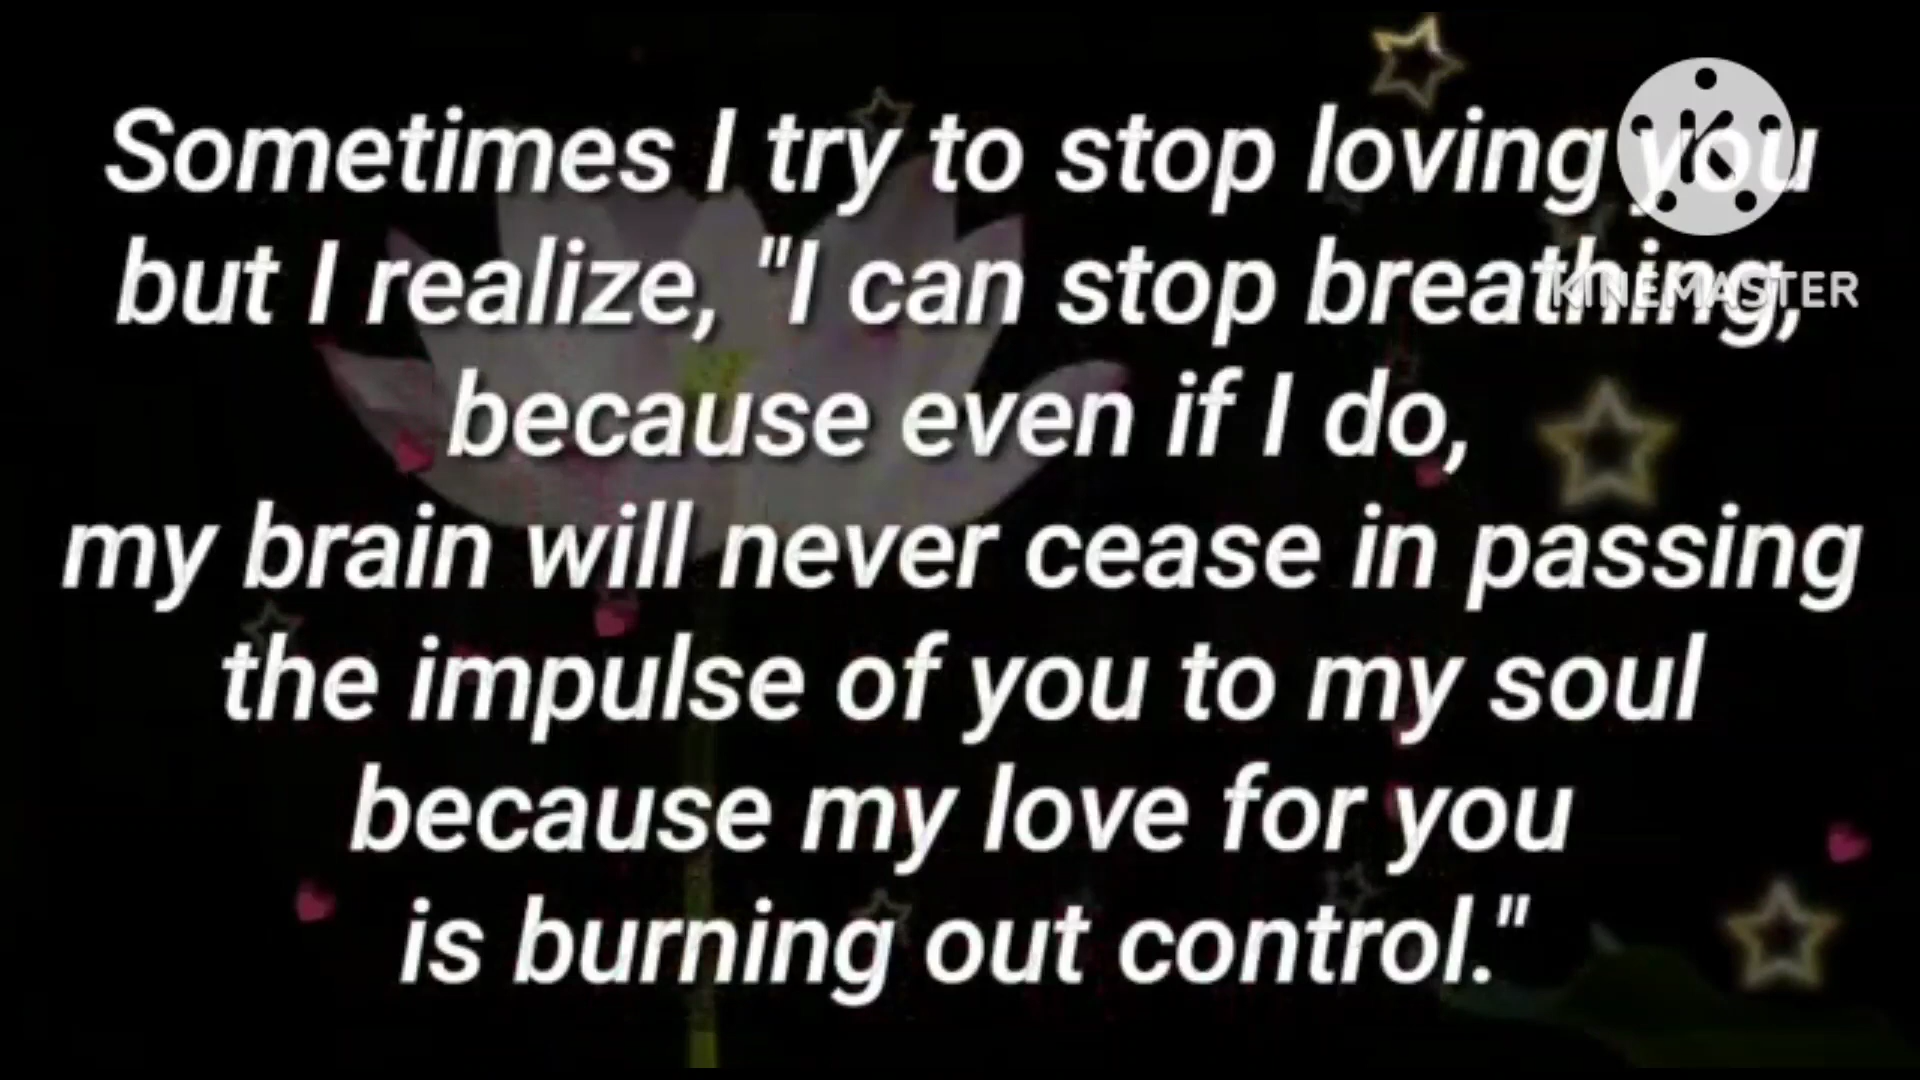 Sometimes I try to stop loving you
but I realize, "I can stop breathing,
because even if I do,
my brain will never cease in passing
the impulse of you to my soul
because my love for you
is burning out control."
KINEMASTER